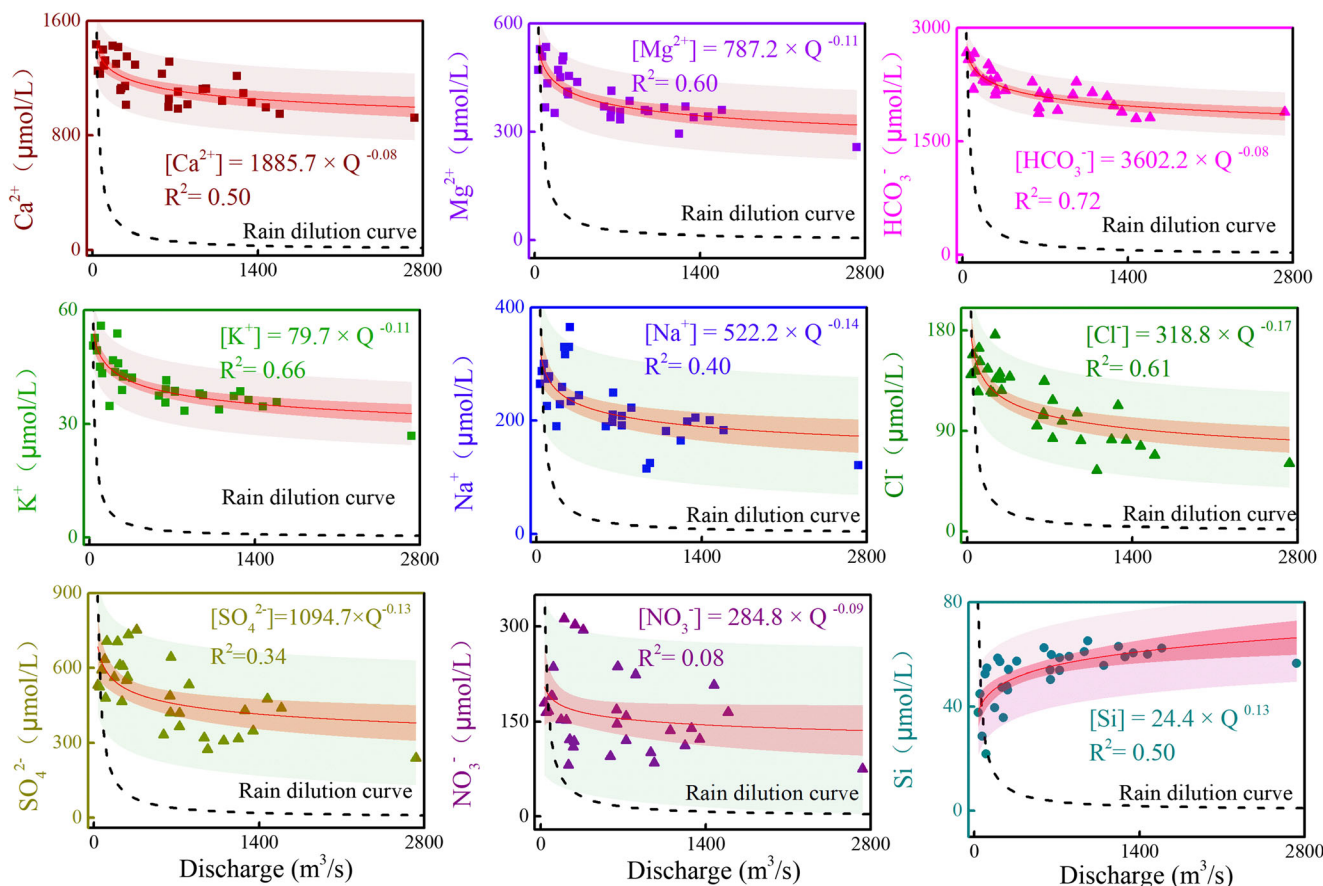 1600
800
0
Ca2+ (μmol/L)
[Ca2+] = 1885.7 × Q -0.08
R2= 0.50
Rain dilution curve
0 1400 2800
600
300
0
Mg2+ (μmol/L)
[Mg2+] = 787.2 × Q -0.11
R2= 0.60
Rain dilution curve
0 1400 2800
3000
1500
0
HCO3- (μmol/L)
[HCO3-] = 3602.2 × Q -0.08
R2= 0.72
Rain dilution curve
0 1400 2800
60
30
0
K+ (μmol/L)
[K+] = 79.7 × Q -0.11
R2= 0.66
Rain dilution curve
0 1400 2800
400
200
0
Na+ (μmol/L)
[Na+] = 522.2 × Q -0.14
R2= 0.40
Rain dilution curve
0 1400 2800
180
90
0
Cl- (μmol/L)
[Cl-] = 318.8 × Q -0.17
R2= 0.61
Rain dilution curve
0 1400 2800
900
600
300
0
SO42- (μmol/L)
[SO42-]=1094.7×Q-0.13
R2=0.34
Rain dilution curve
0 1400 2800
Discharge (m3/s)
300
150
0
NO3- (μmol/L)
[NO3-] = 284.8 × Q-0.09
R2= 0.08
Rain dilution curve
0 1400 2800
Discharge (m3/s)
80
40
0
Si (μmol/L)
[Si] = 24.4 × Q 0.13
R2= 0.50
Rain dilution curve
0 1400 2800
Discharge (m3/s)